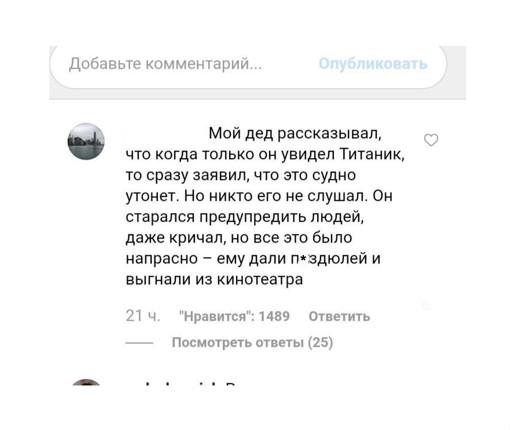 Добавьте комментарий... Опубликовать
Мой дед рассказывал,
что когда только он увидел Титаник,
то сразу заявил, что это судно
утонет. Но никто его не слушал. Он
старался предупредить людей,
даже кричал, но все это было
напрасно – ему дали п*здюлей и
выгнали из кинотеатра
21 ч. "Нравится": 1489 Ответить
Посмотреть ответы (25)